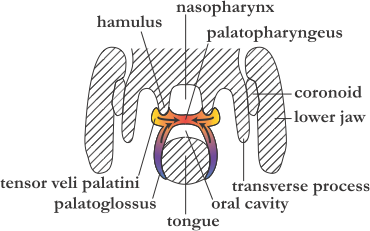 nasopharynx
hamulus
palatopharyngeus
coronoid
lower jaw
tensor veli palatini
transverse process
palatoglossus
oral cavity
tongue